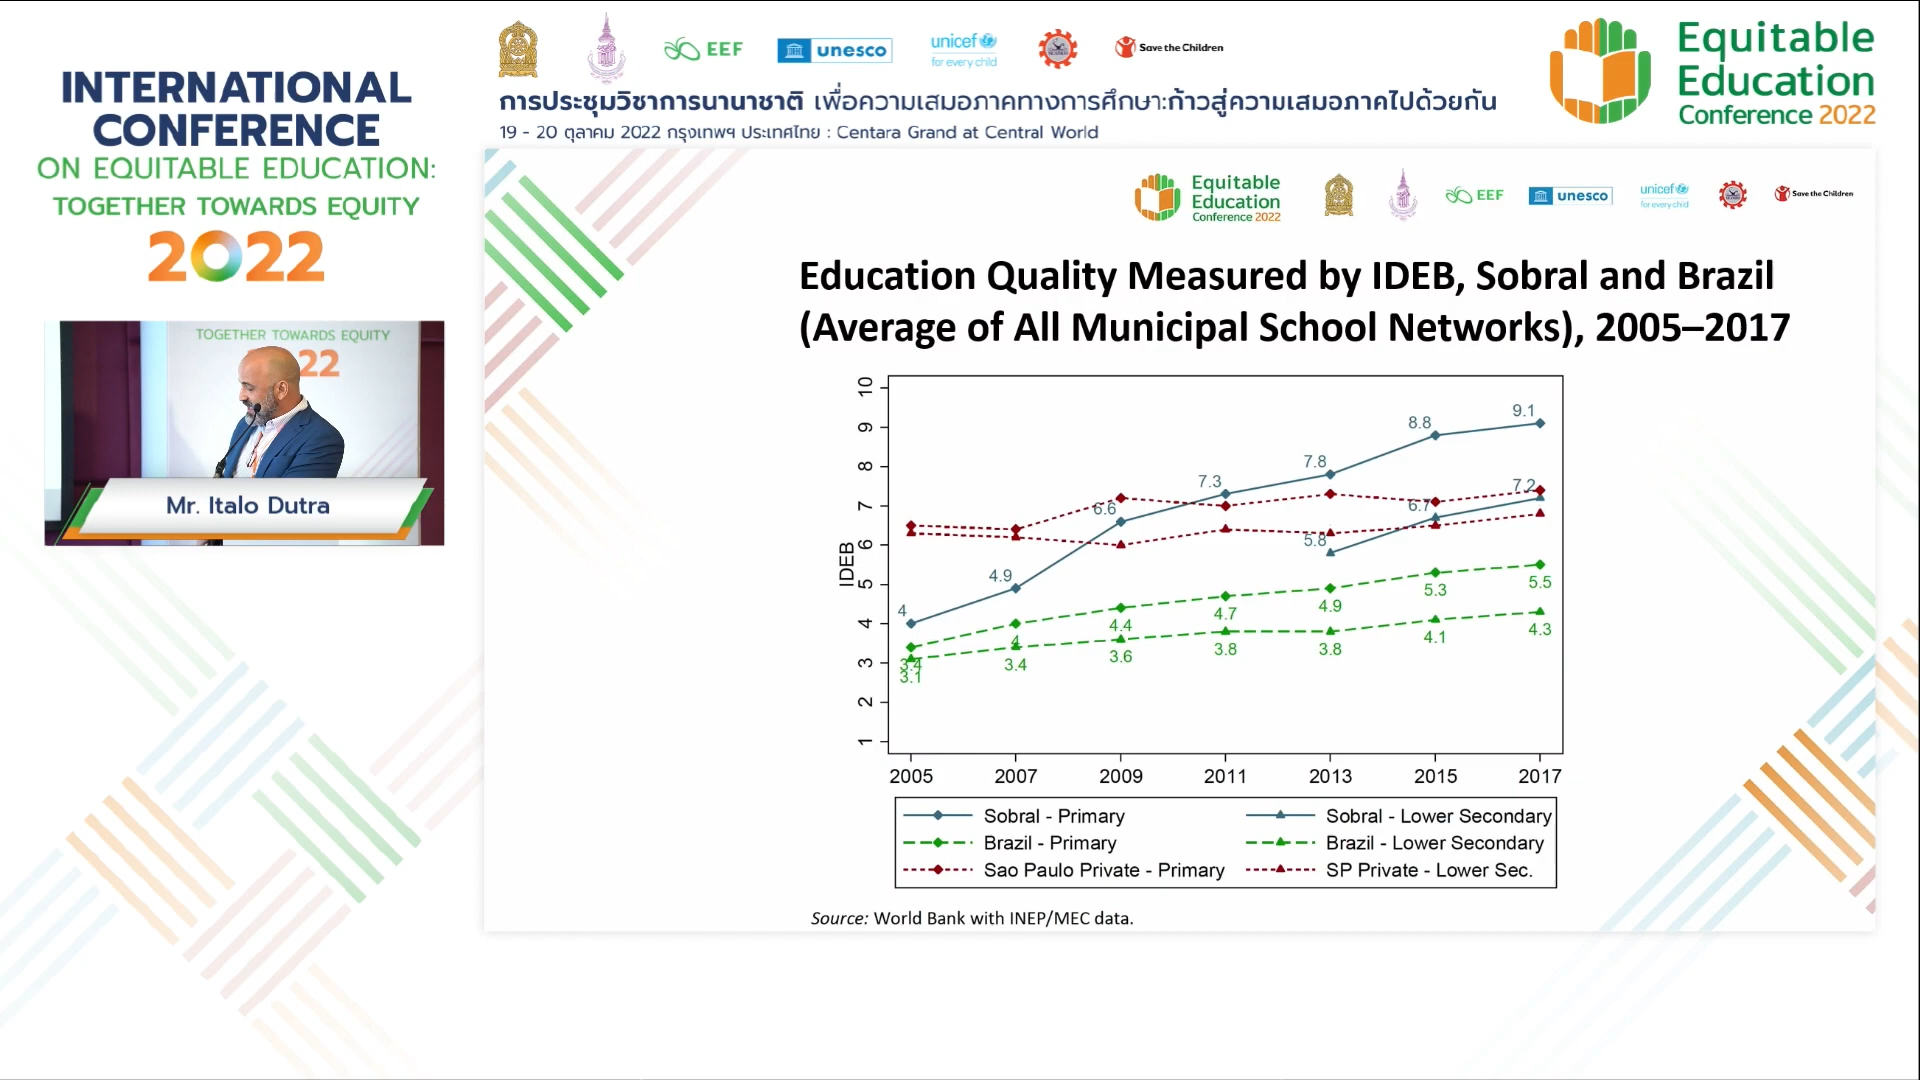 INTERNATIONAL
CONFERENCE
ON EQUITABLE EDUCATION:
TOGETHER TOWARDS EQUITY
2022
EEF
unesco
unicef
for every child
Save the Children
การประชุมวิชาการนานาชาติ เพื่อความเสมอภาคทางการศึกษา:ก้าวสู่ความเสมอภาคไปด้วยกัน
19 - 20 ตุลาคม 2022 กรุงเทพฯ ประเทศไทย : Centara Grand at Central World
Equitable
Education
Conference 2022
TOGETHER TOWARDS EQUITY
22
Mr. Italo Dutra
Equitable
Education
Conference 2022
EEF
unesco
unicef
for every child
Save the Children
Education Quality Measured by IDEB, Sobral and Brazil
(Average of All Municipal School Networks), 2005–2017
IDEB
10
9
8
7
6
5
4
3
2
1
4
4.9
6.6
7.3
7.8
8.8
9.1
5.8
6.7
7.2
3.4
4
4.4
4.7
4.9
5.3
5.5
3.1
3.4
3.6
3.8
3.8
4.1
4.3
2005 2007 2009 2011 2013 2015 2017
Sobral - Primary Sobral - Lower Secondary
Brazil - Primary Brazil - Lower Secondary
Sao Paulo Private - Primary SP Private - Lower Sec.
Source: World Bank with INEP/MEC data.